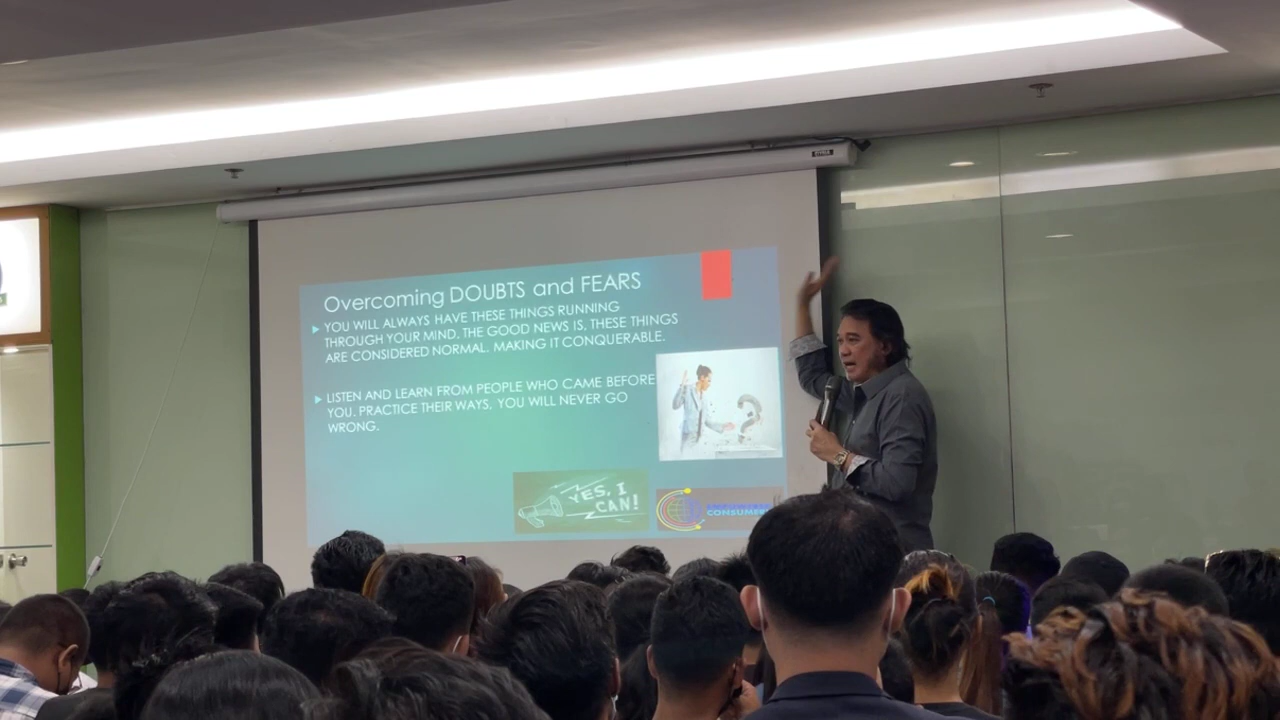 Overcoming DOUBTS and FEARS
YOU WILL ALWAYS HAVE THESE THINGS RUNNING
THROUGH YOUR MIND. THE GOOD NEWS IS, THESE THINGS
ARE CONSIDERED NORMAL. MAKING IT CONQUERABLE.
LISTEN AND LEARN FROM PEOPLE WHO CAME BEFORE
YOU. PRACTICE THEIR WAYS, YOU WILL NEVER GO
WRONG.
YES, I
CAN!